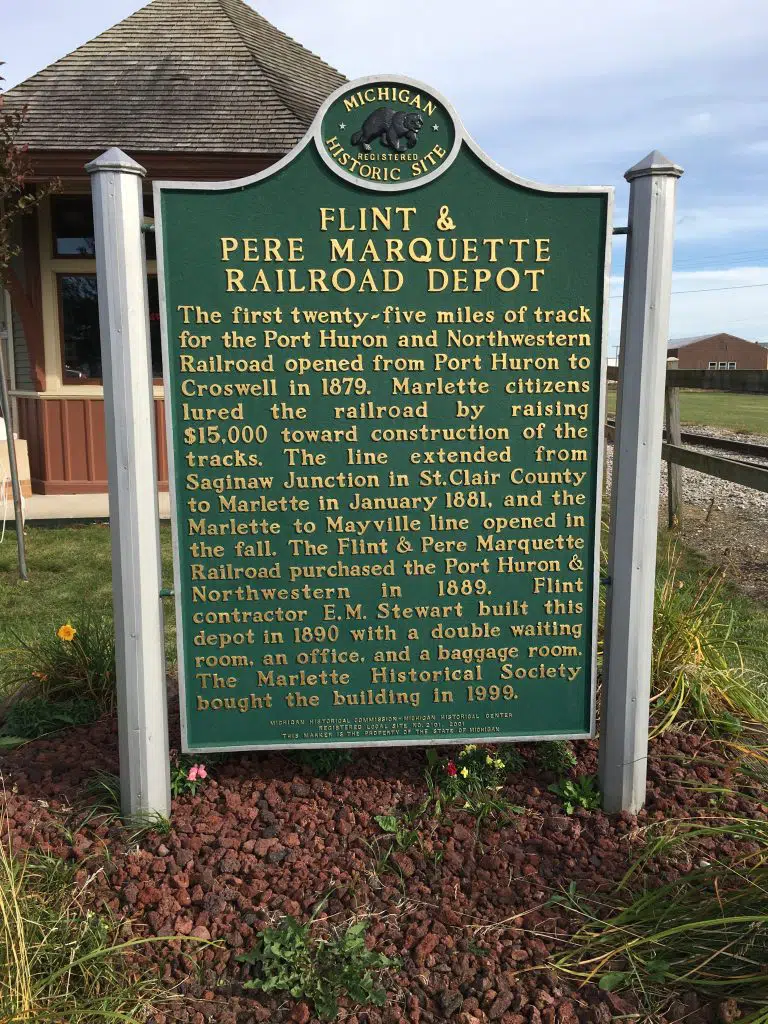 MICHIGAN
REGISTERED
HISTORIC SITE
FLINT &
PERE MARQUETTE
RAILROAD DEPOT
The first twenty-five miles of track
for the Port Huron and Northwestern
Railroad opened from Port Huron to
Croswell in 1879. Marlette citizens
lured the railroad by raising
$15,000 toward construction of the
tracks. The line extended from
Saginaw Junction in St.Clair County
to Marlette in January 1881, and the
Marlette to Mayville line opened in
the fall. The Flint & Pere Marquette
Railroad purchased the Port Huron &
Northwestern in 1889. Flint
contractor E.M. Stewart built this
depot in 1890 with a double waiting
room, an office, and a baggage room.
The Marlette Historical Society
bought the building in 1999.
MICHIGAN HISTORICAL COMMISSION-MICHIGAN HISTORICAL CENTER
REGISTERED LOCAL SITE NO. 2101, 2001
THIS MARKER IS THE PROPERTY OF THE STATE OF MICHIGAN